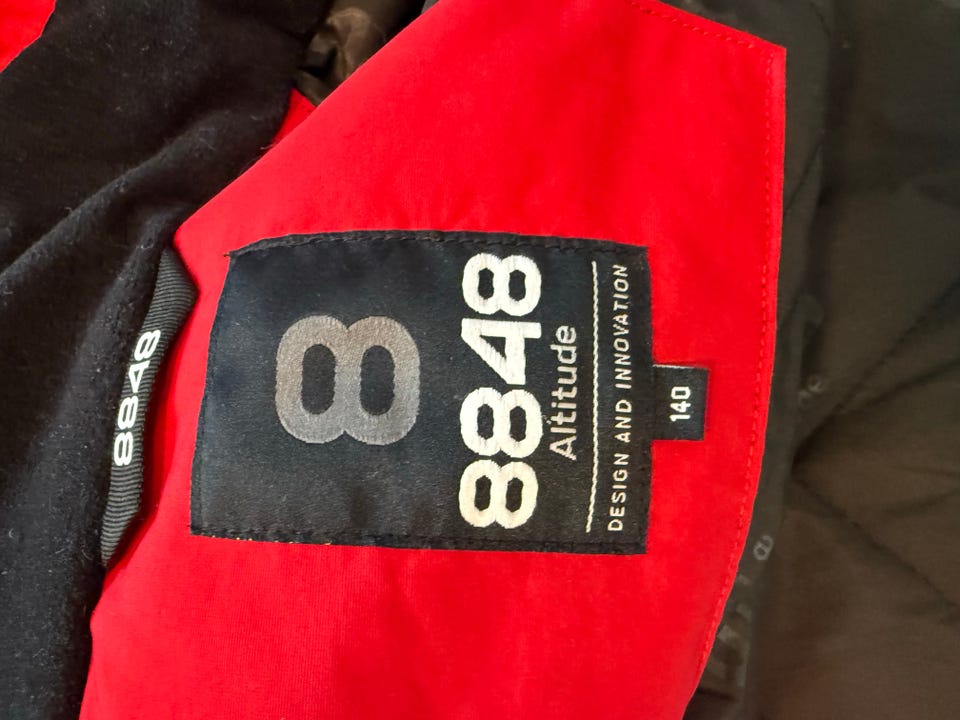 8848
8
8848
Altitude
DESIGN AND INNOVATION
140